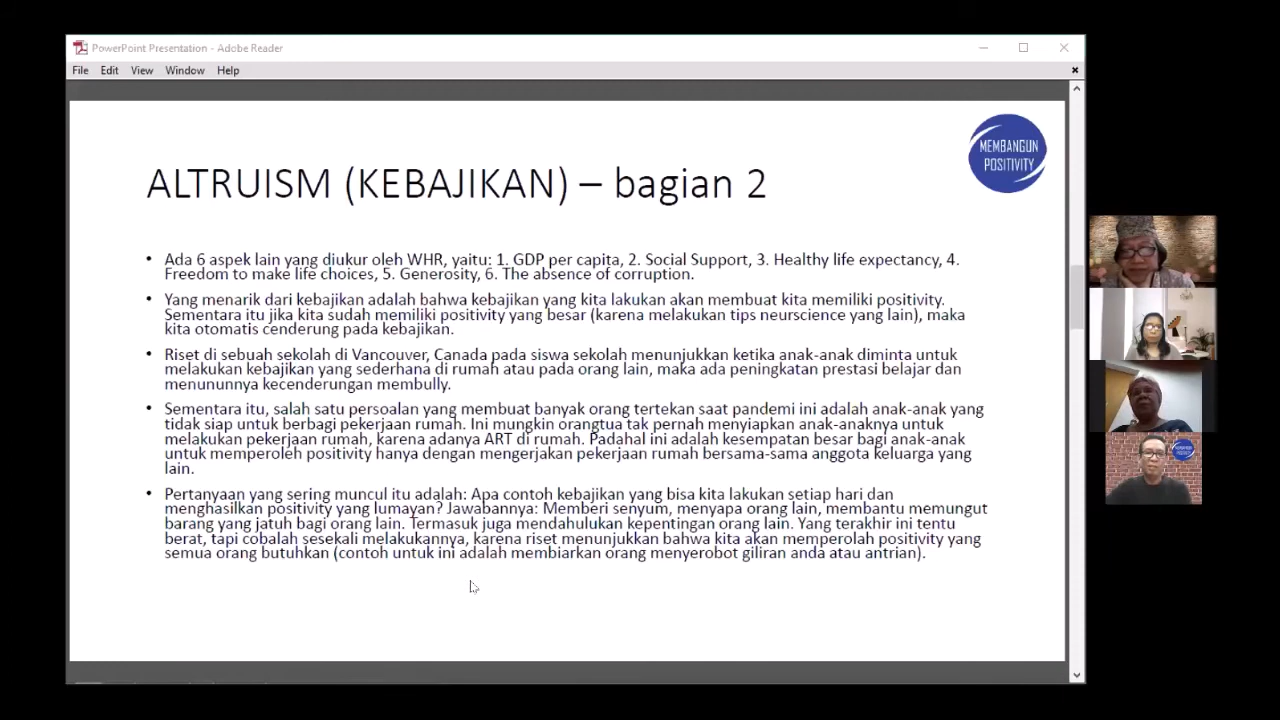 PowerPoint Presentation - Adobe Reader
File Edit View Window Help
MEMBANGUN
POSITIVITY
ALTRUISM (KEBAJIKAN) – bagian 2
• Ada 6 aspek lain yang diukur oleh WHR, yaitu: 1. GDP per capita, 2. Social Support, 3. Healthy life expectancy, 4.
Freedom to make life choices, 5. Generosity, 6. The absence of corruption.
• Yang menarik dari kebajikan adalah bahwa kebajikan yang kita lakukan akan membuat kita memiliki positivity.
Sementara itu jika kita sudah memiliki positivity yang besar (karena melakukan tips neurscience yang lain), maka
kita otomatis cenderung pada kebajikan.
• Riset di sebuah sekolah di Vancouver, Canada pada siswa sekolah menunjukkan ketika anak-anak diminta untuk
melakukan kebajikan yang sederhana di rumah atau pada orang lain, maka ada peningkatan prestasi belajar dan
menununnya kecenderungan membully.
• Sementara itu, salah satu persoalan yang membuat banyak orang tertekan saat pandemi ini adalah anak-anak yang
tidak siap untuk berbagi pekerjaan rumah. Ini mungkin orangtua tak pernah menyiapkan anak-anaknya untuk
melakukan pekerjaan rumah, karena adanya ART di rumah. Padahal ini adalah kesempatan besar bagi anak-anak
untuk memperoleh positivity hanya dengan mengerjakan pekerjaan rumah bersama-sama anggota keluarga yang
lain.
• Pertanyaan yang sering muncul itu adalah: Apa contoh kebajikan yang bisa kita lakukan setiap hari dan
menghasilkan positivity yang lumayan? Jawabannya: Memberi senyum, menyapa orang lain, membantu memungut
barang yang jatuh bagi orang lain. Termasuk juga mendahulukan kepentingan orang lain. Yang terakhir ini tentu
berat, tapi cobalah sesekali melakukannya, karena riset menunjukkan bahwa kita akan memperolah positivity yang
semua orang butuhkan (contoh untuk ini adalah membiarkan orang menyerobot giliran anda atau antrian).